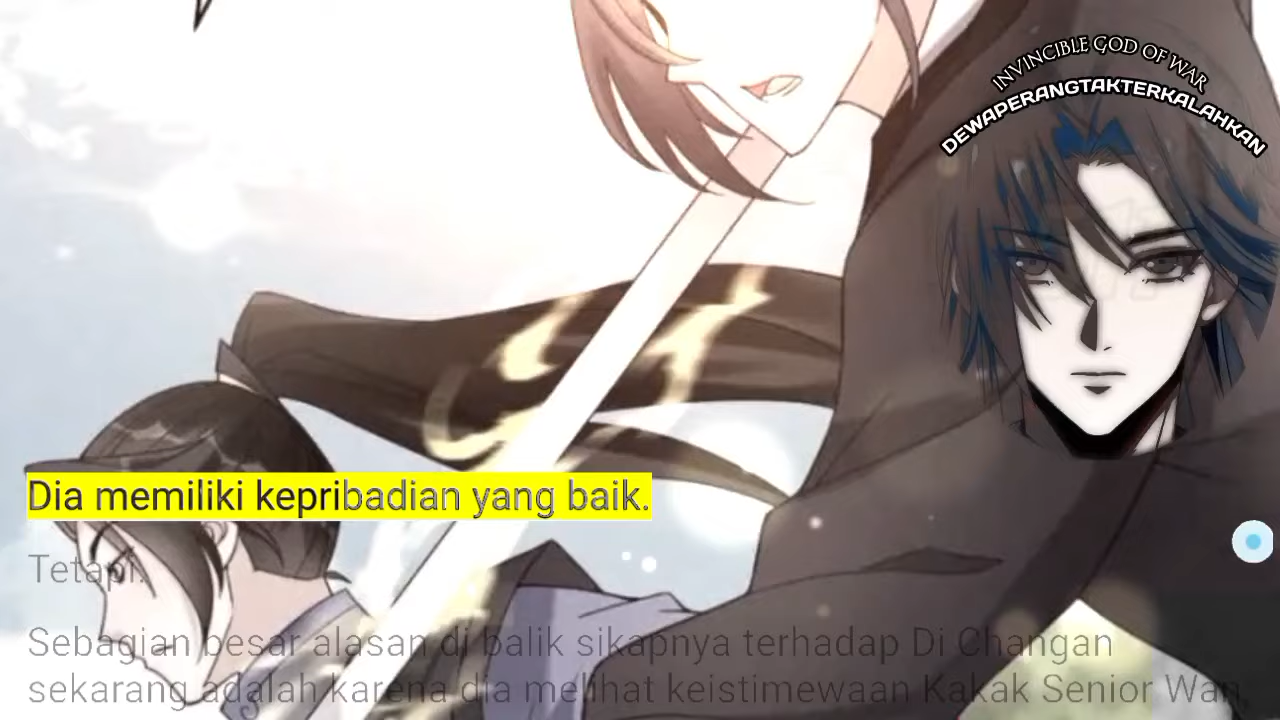 INVINCIBLE GOD OF WAR
DEWAPERANGTAKTERKALAHKAN
Dia memiliki kepribadian yang baik.
Tetapi.
Sebagian besar alasan di balik sikapnya terhadap Di Changan
sekarang adalah karena dia melihat keistimewaan Kakak Senior Wan.